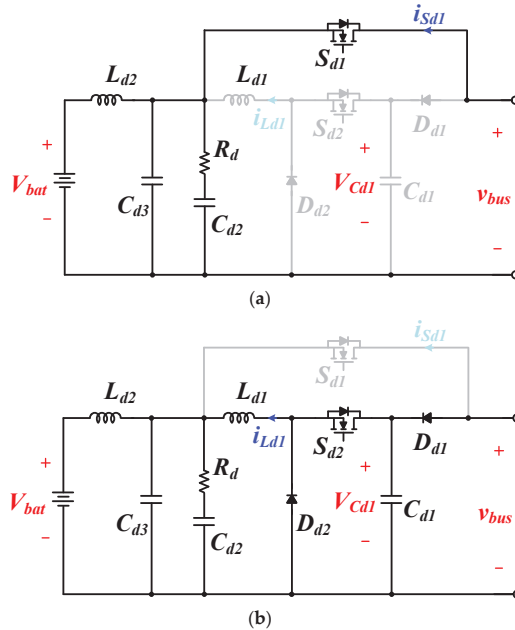 i_Sd1
S_d1
L_d2 L_d1
i_Ld1 S_d2 D_d1
+ R_d + +
V_bat V_Cd1 v_bus
− C_d3 C_d2 D_d2 − C_d1 −
(a)
i_Sd1
S_d1
L_d2 L_d1
i_Ld1 S_d2 D_d1
+ R_d + +
V_bat V_Cd1 v_bus
− C_d3 C_d2 D_d2 − C_d1 −
(b)